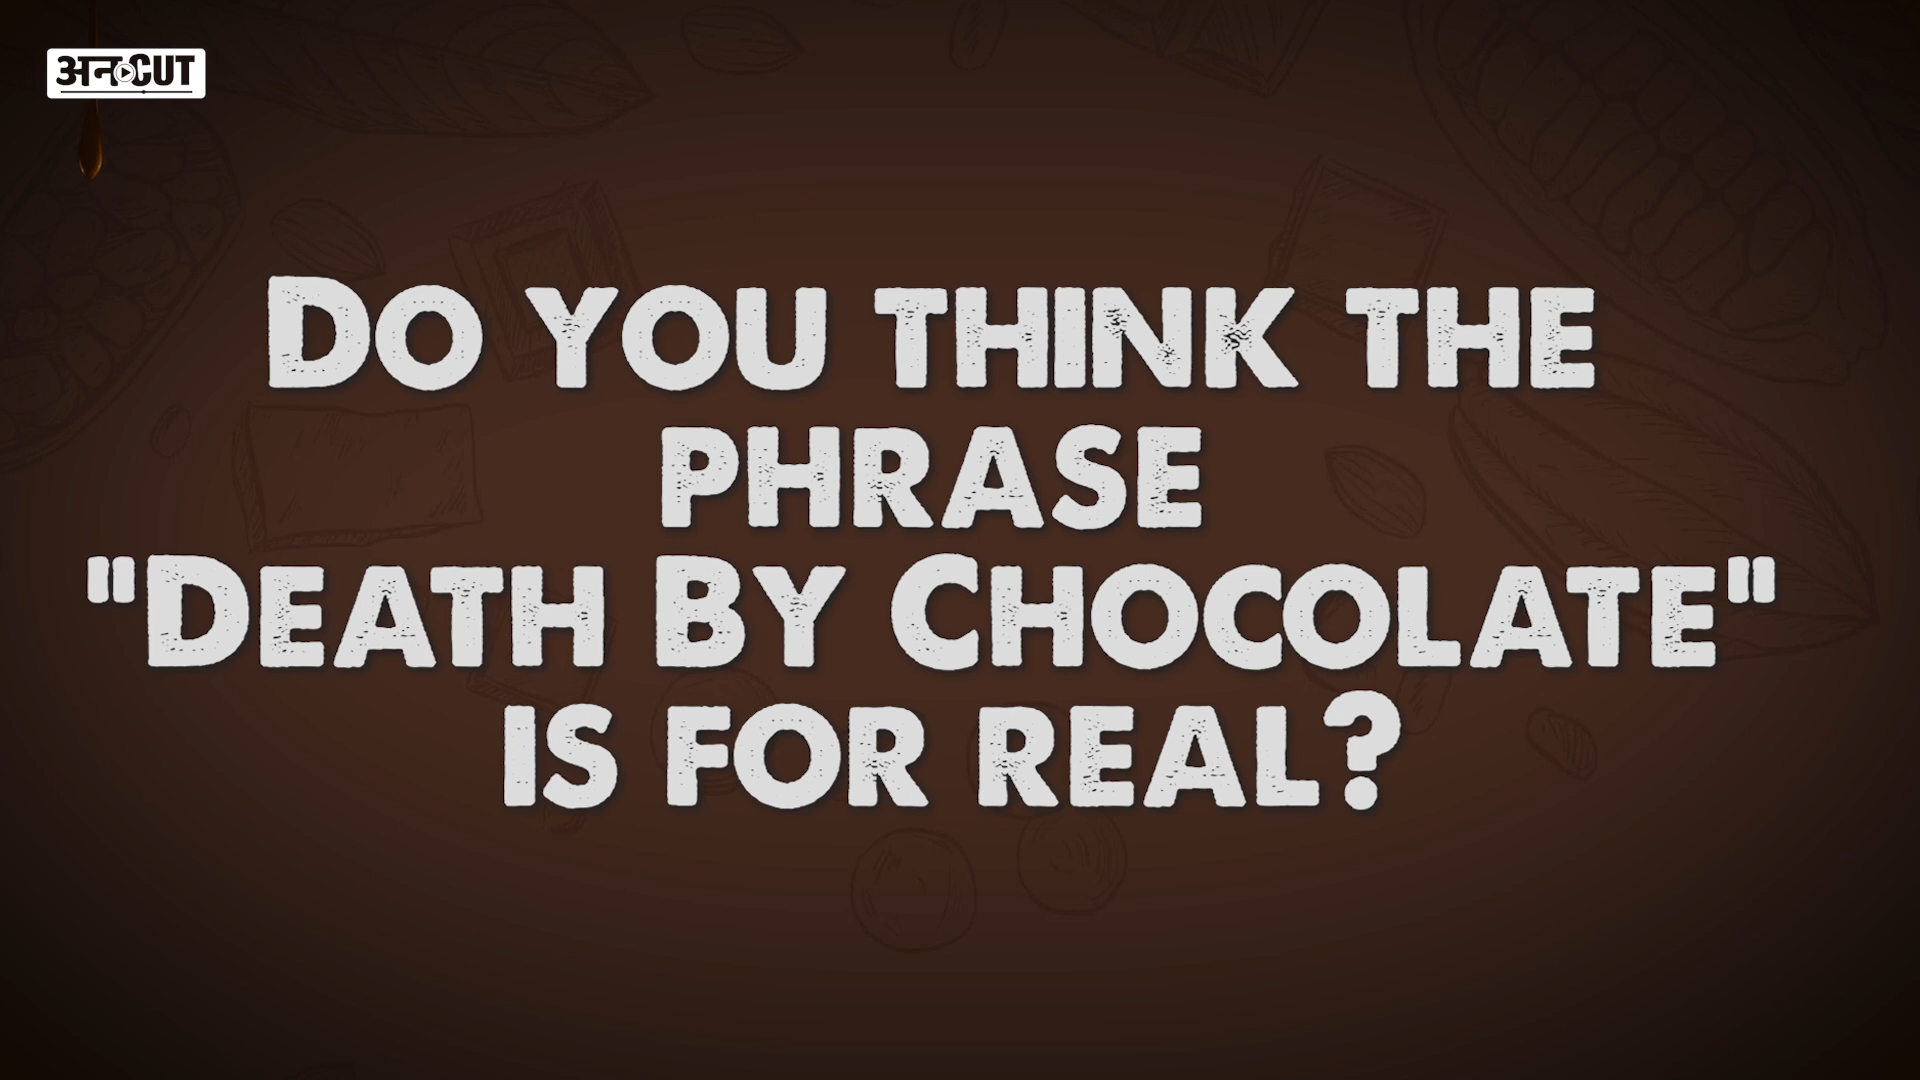 अनCUT
DO YOU THINK THE
PHRASE
"DEATH BY CHOCOLATE"
IS FOR REAL?